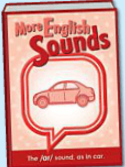 More English
Sounds
The /ar/ sound, as in car.